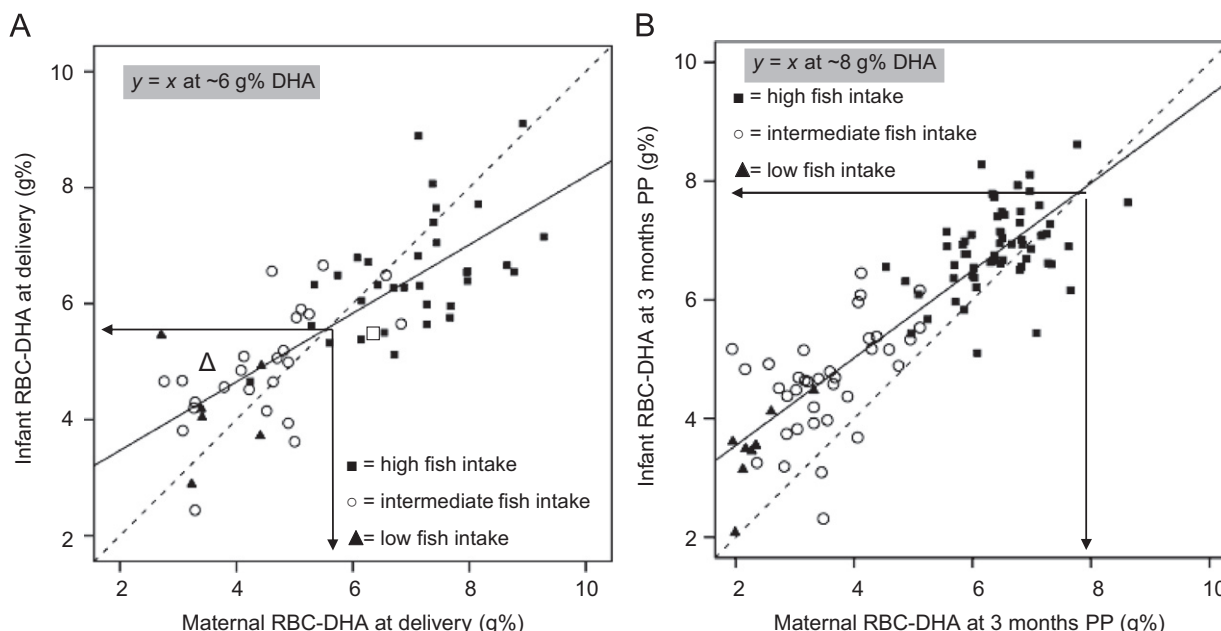 A
y = x at ~6 g% DHA
10
8
6
4
2
Infant RBC-DHA at delivery (g%)
Δ
■ = high fish intake
○ = intermediate fish intake
▲= low fish intake
2 4 6 8 10
Maternal RBC-DHA at delivery (g%)
B
y = x at ~8 g% DHA
■ = high fish intake
○ = intermediate fish intake
▲= low fish intake
10
8
6
4
2
Infant RBC-DHA at 3 months PP (g%)
2 4 6 8 10
Maternal RBC-DHA at 3 months PP (g%)